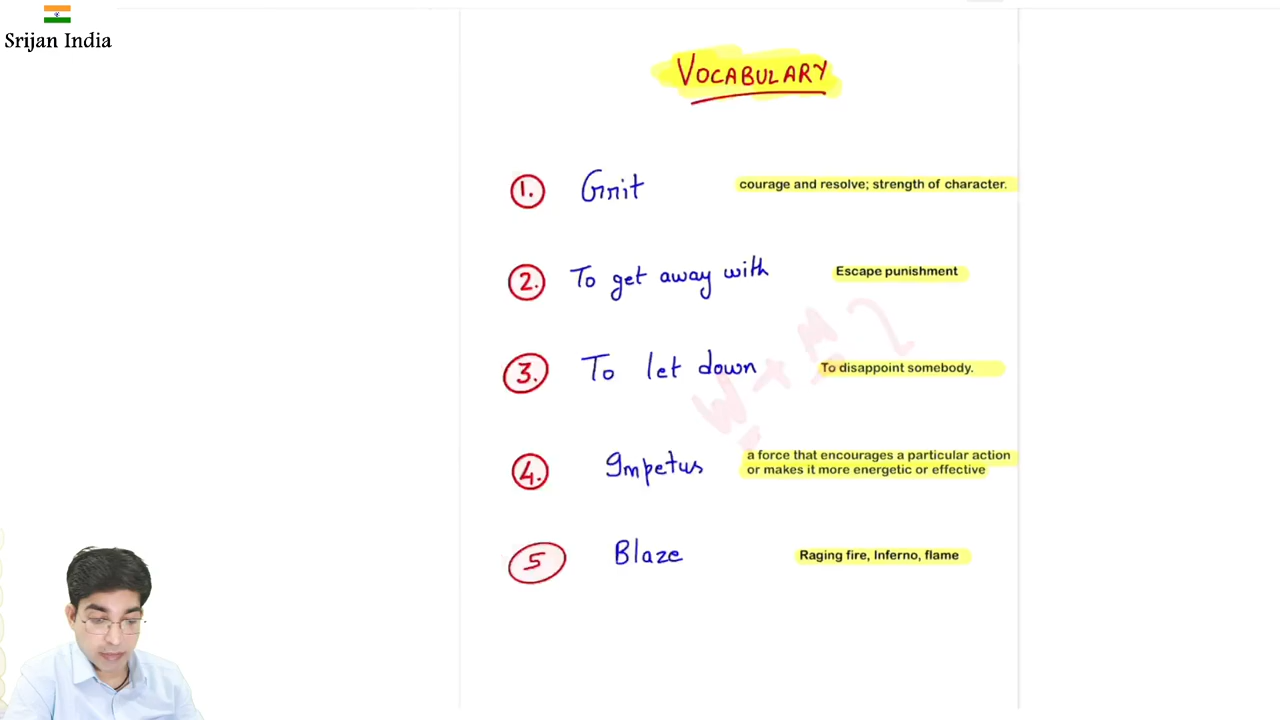 Srijan India
VOCABULARY
1. Grit courage and resolve; strength of character.
2. To get away with Escape punishment
3. To let down To disappoint somebody.
4. Impetus a force that encourages a particular action
or makes it more energetic or effective
5 Blaze Raging fire, Inferno, flame